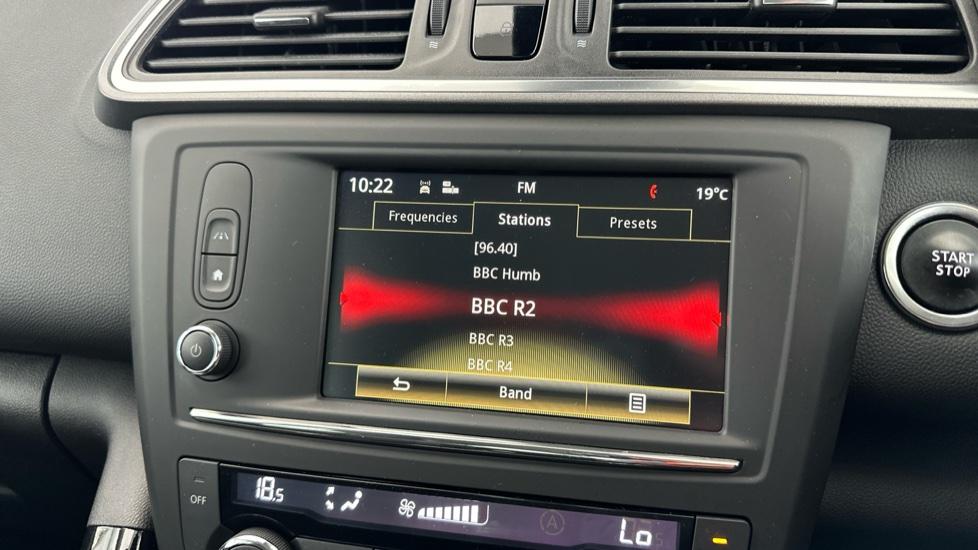 10:22 FM 19°C
Frequencies Stations Presets
[96.40]
BBC Humb
BBC R2
BBC R3
BBC R4
Band
START
STOP
OFF
18.5
A
Lo